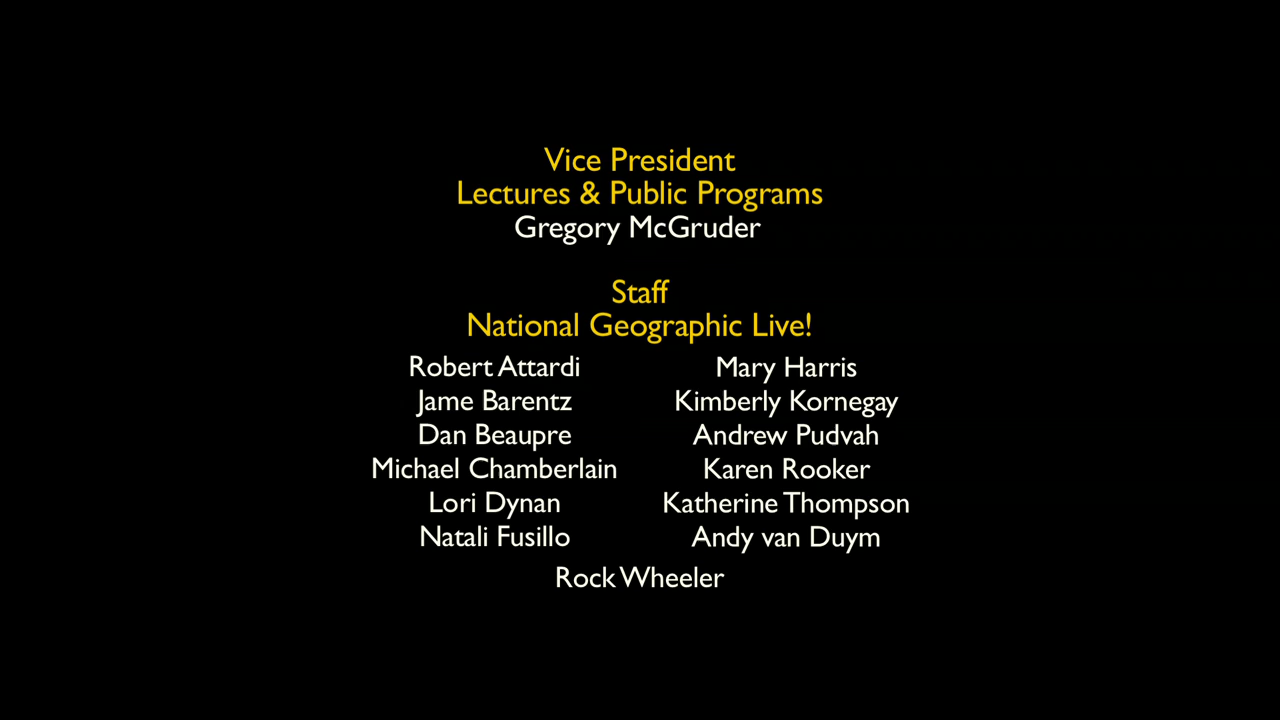 Vice President
Lectures & Public Programs
Gregory McGruder
Staff
National Geographic Live!
Robert Attardi
Jame Barentz
Dan Beaupre
Michael Chamberlain
Lori Dynan
Natali Fusillo
Mary Harris
Kimberly Kornegay
Andrew Pudvah
Karen Rooker
Katherine Thompson
Andy van Duym
Rock Wheeler